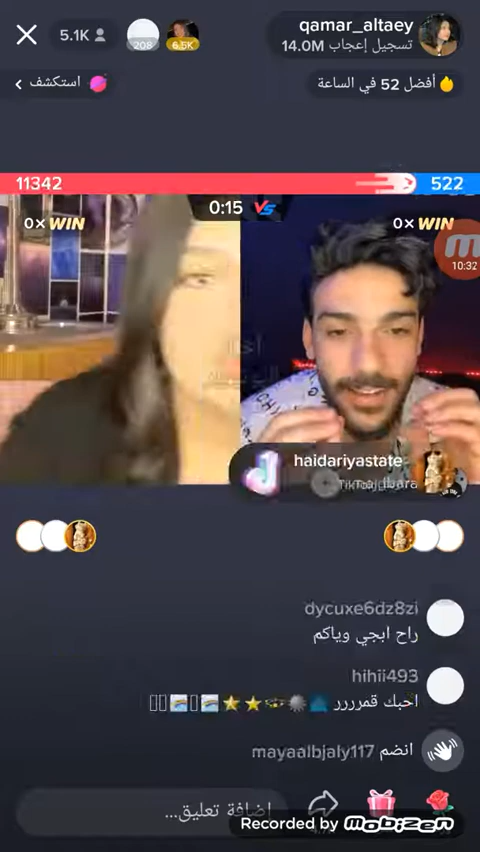 qamar_altaey
5.1K
208
6.5K
تسجيل إعجاب 14.0M
أفضل 52 في الساعة
استكشف
11342
522
0:15
VS
0× WIN
0× WIN
10:32
haidariyastate
dycuxe6dz8zi
راح ابجي وياكم
hihii493
احبك قمرررر
mayaalbjaly117 انضم
إضافة تعليق...
Recorded by Mobizen